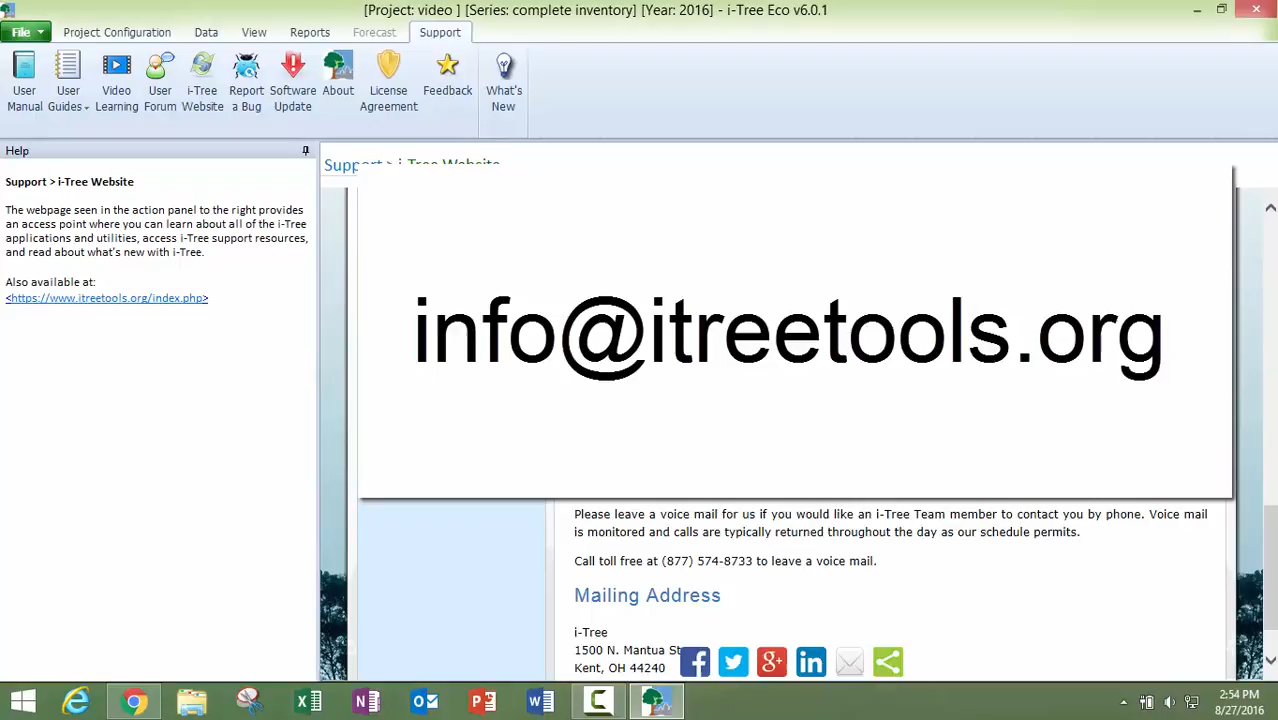 [Project: video ] [Series: complete inventory] [Year: 2016] - i-Tree Eco v6.0.1
File Project Configuration Data View Reports Forecast Support
User Manual
User Guides
Video Learning
User Forum
i-Tree Website
Report a Bug
Software Update
About
License Agreement
Feedback
What's New
Help
Support > i-Tree Website
The webpage seen in the action panel to the right provides
an access point where you can learn about all of the i-Tree
applications and utilities, access i-Tree support resources,
and read about what's new with i-Tree.
Also available at:
<https://www.itreetools.org/index.php>
Support > i-Tree Website
info@itreetools.org
Please leave a voice mail for us if you would like an i-Tree Team member to contact you by phone. Voice mail
is monitored and calls are typically returned throughout the day as our schedule permits.
Call toll free at (877) 574-8733 to leave a voice mail.
Mailing Address
i-Tree
1500 N. Mantua
Kent, OH 44240
2:54 PM
8/27/2016